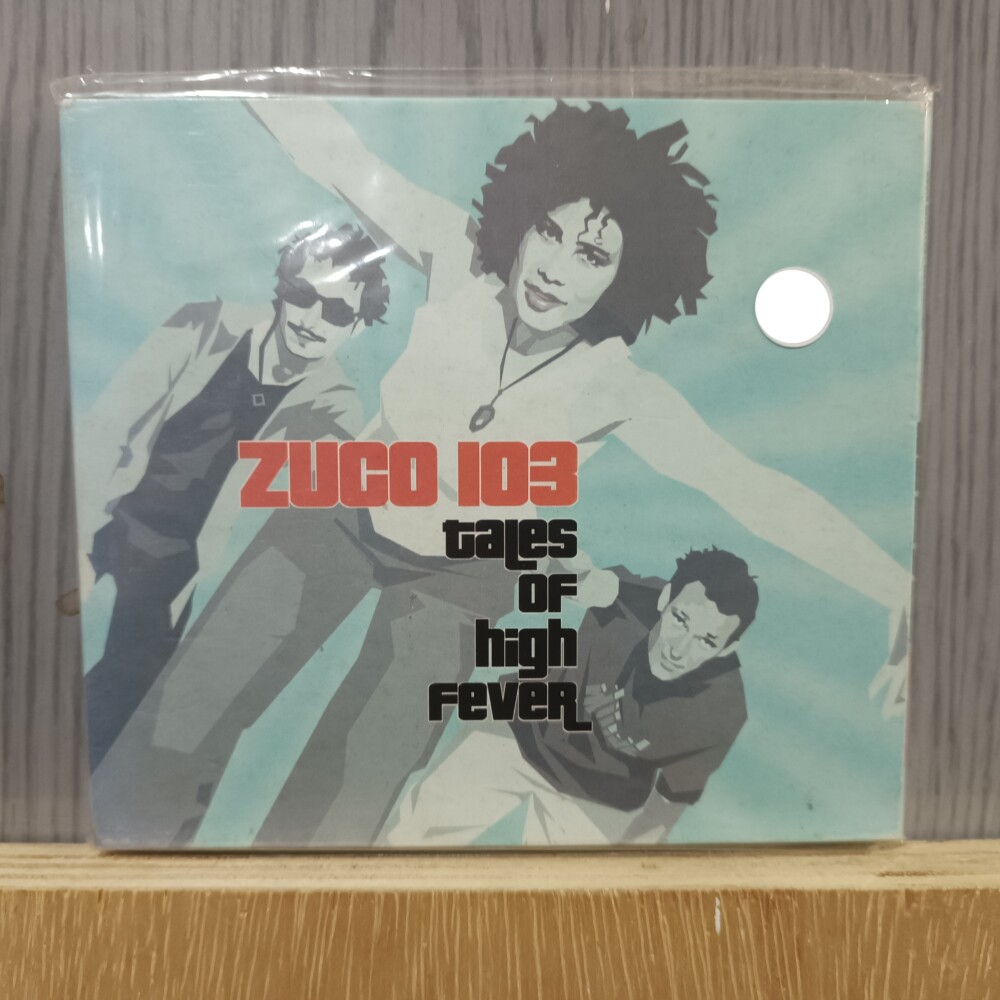 ZUCO 103
tales
OF
high
FEVER